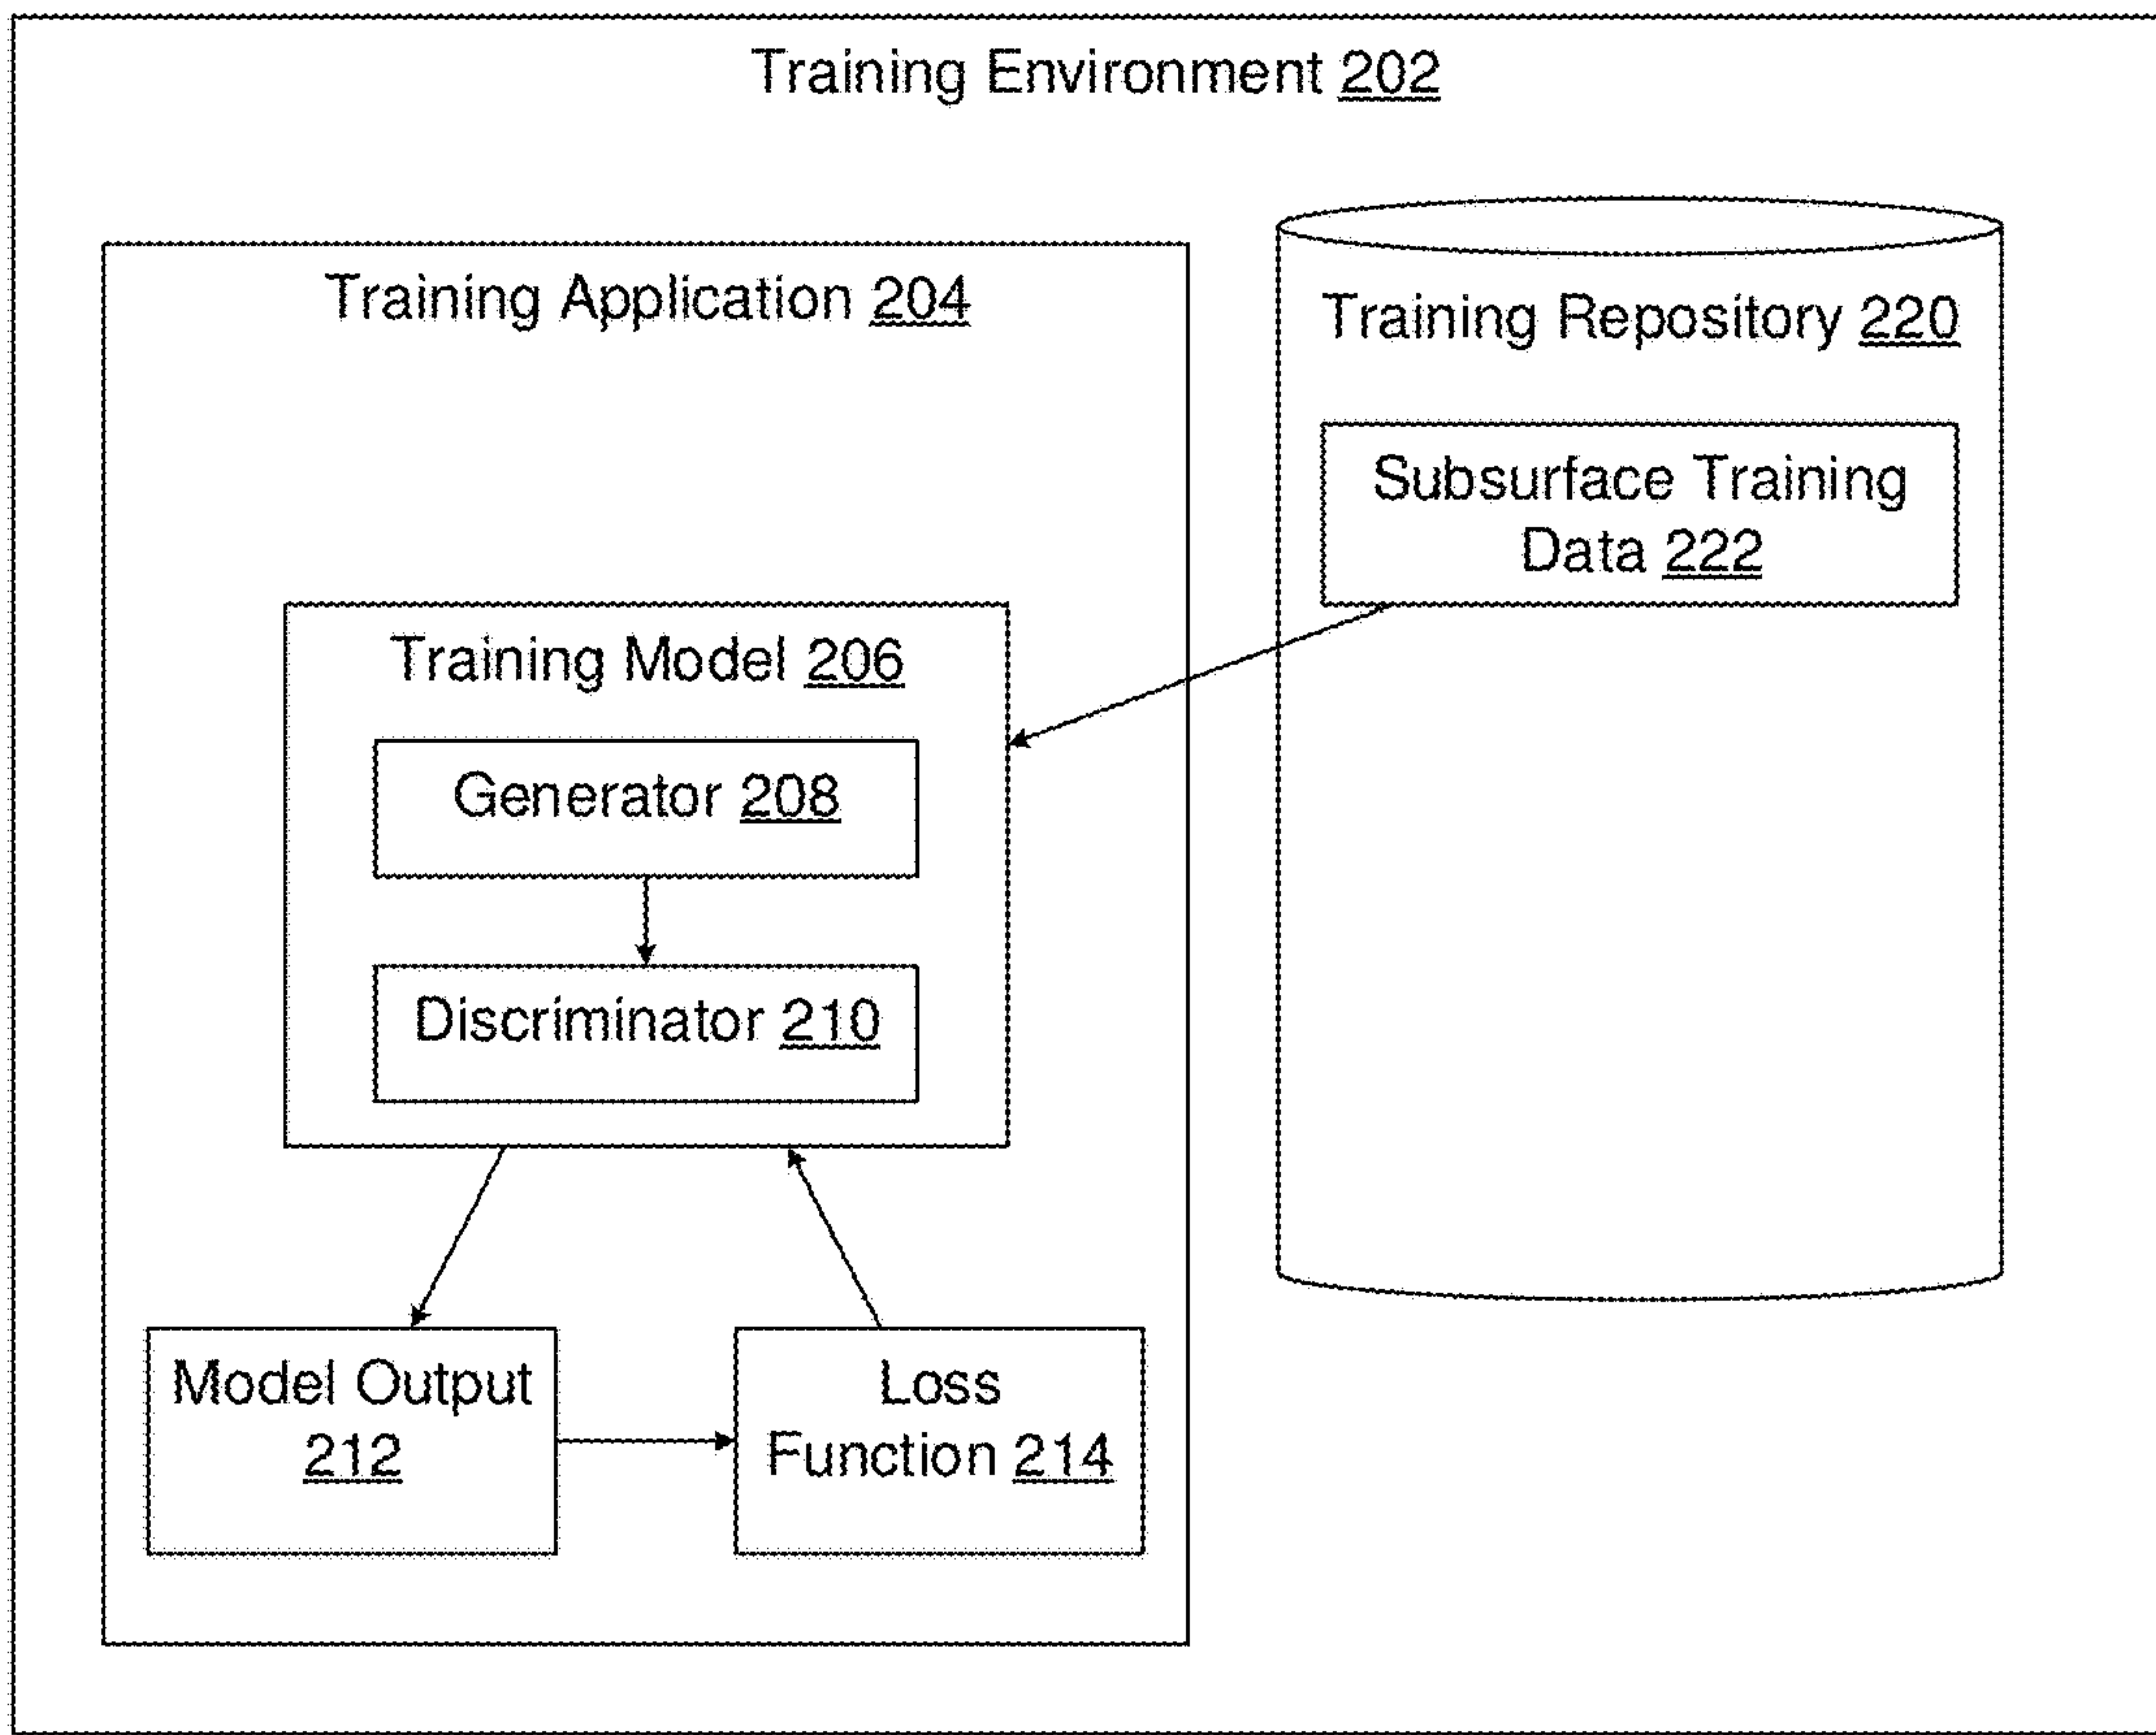 Training Environment 202
Training Application 204
Training Repository 220
Subsurface Training
Data 222
Training Model 206
Generator 208
Discriminator 210
Model Output
212
Loss
Function 214